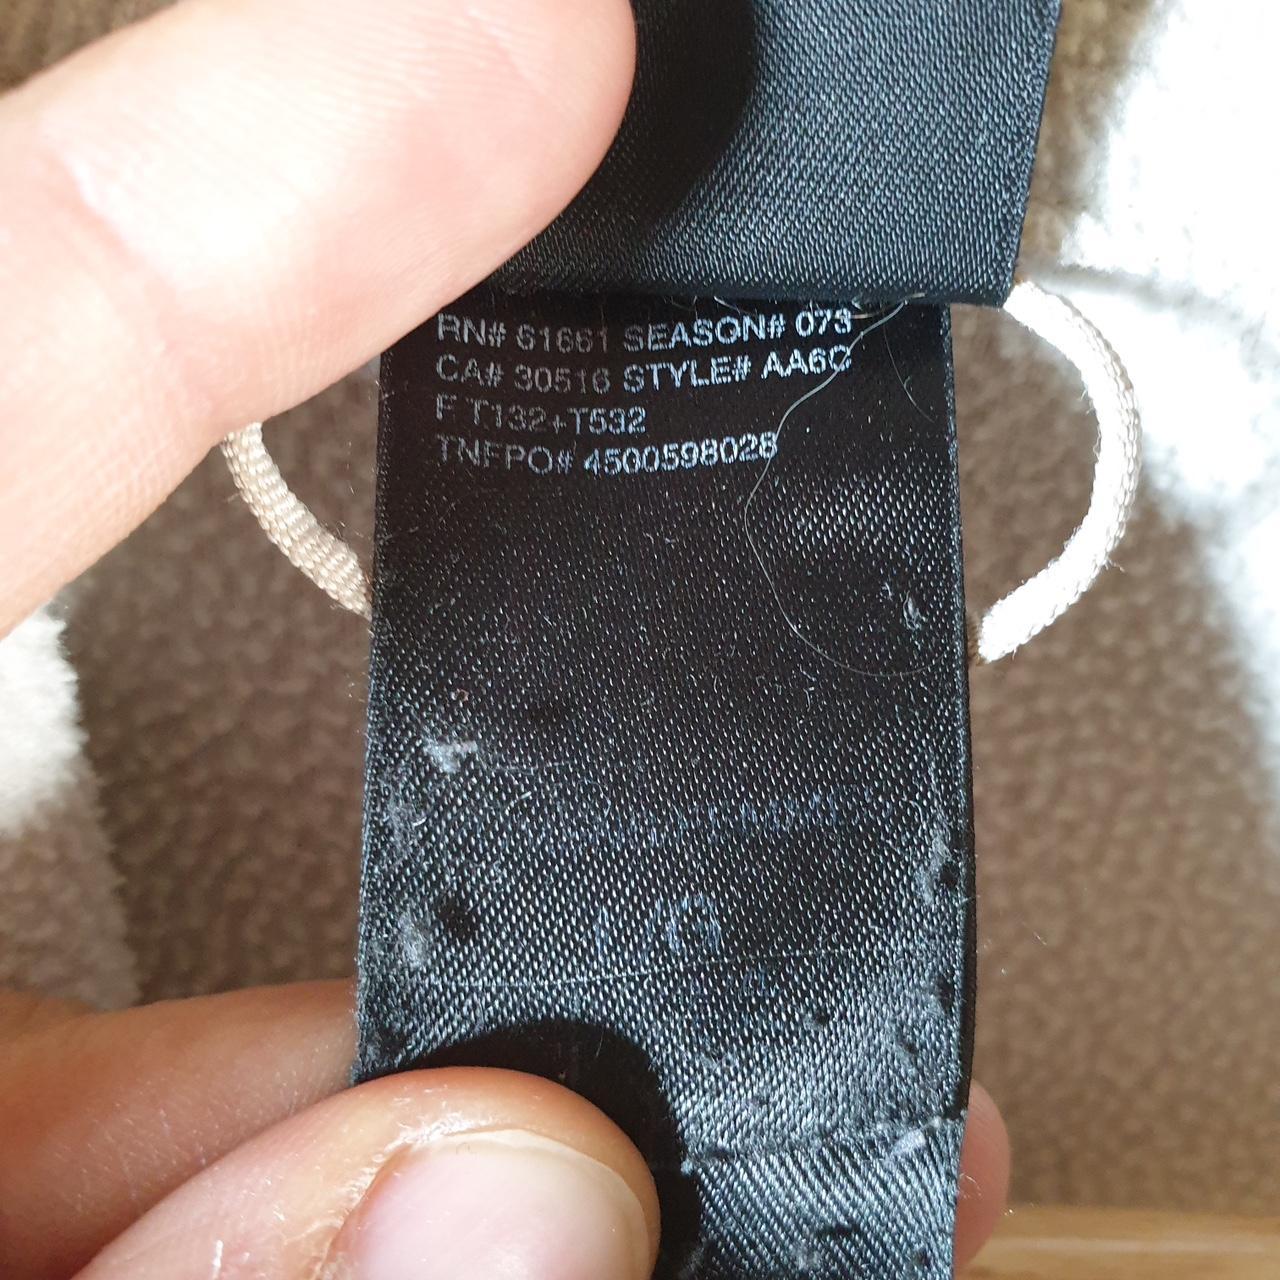 RN# 61661 SEASON# 073
CA# 30516 STYLE# AA6C
F T132+T532
TNFPO# 4500598028